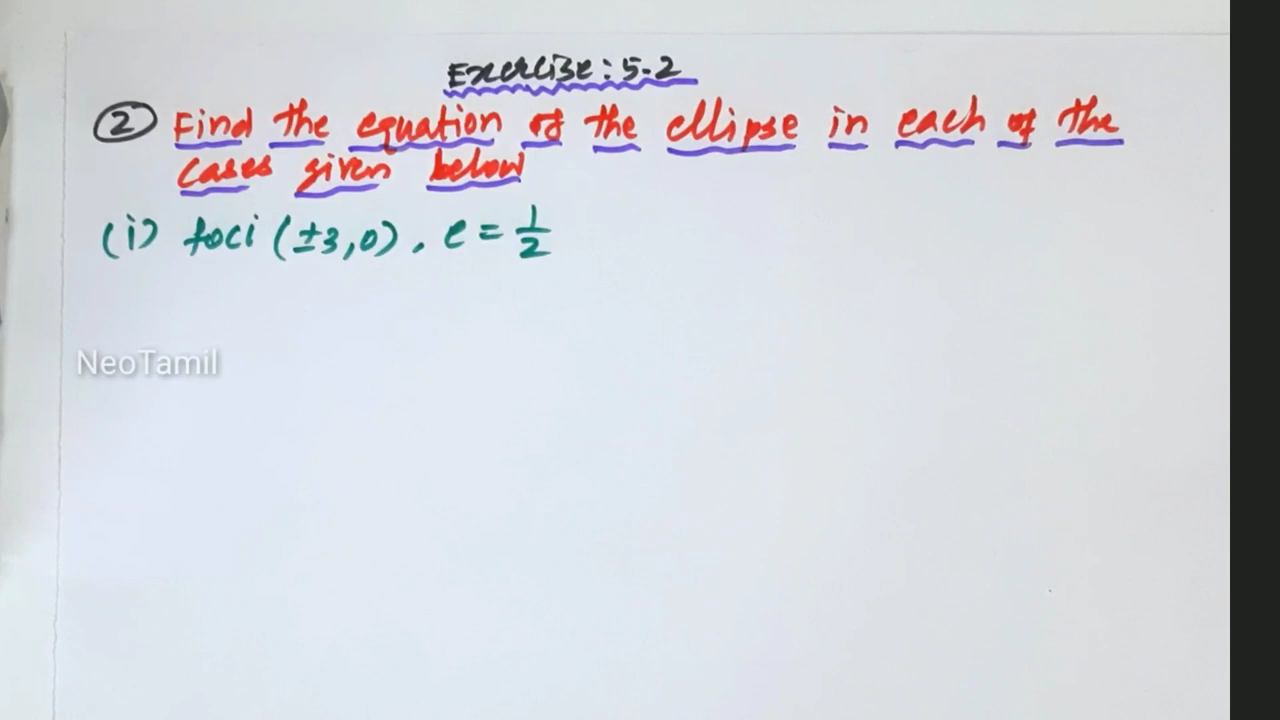 Exercise: 5.2
② Find the equation of the ellipse in each of the
cases given below
(i) foci (±3,0), e = 1/2
NeoTamil